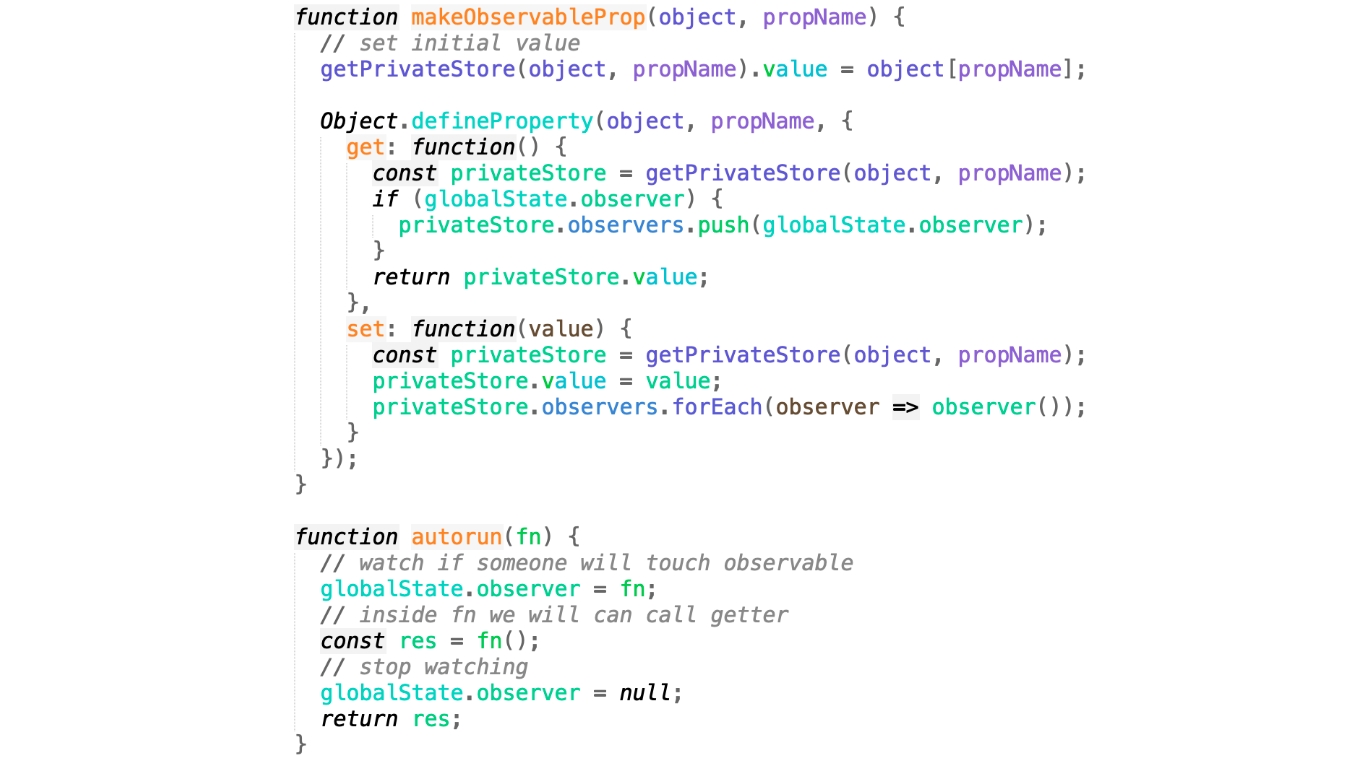 function makeObservableProp(object, propName) {
  // set initial value
  getPrivateStore(object, propName).value = object[propName];

  Object.defineProperty(object, propName, {
    get: function() {
      const privateStore = getPrivateStore(object, propName);
      if (globalState.observer) {
        privateStore.observers.push(globalState.observer);
      }
      return privateStore.value;
    },
    set: function(value) {
      const privateStore = getPrivateStore(object, propName);
      privateStore.value = value;
      privateStore.observers.forEach(observer => observer());
    }
  });
}

function autorun(fn) {
  // watch if someone will touch observable
  globalState.observer = fn;
  // inside fn we will can call getter
  const res = fn();
  // stop watching
  globalState.observer = null;
  return res;
}